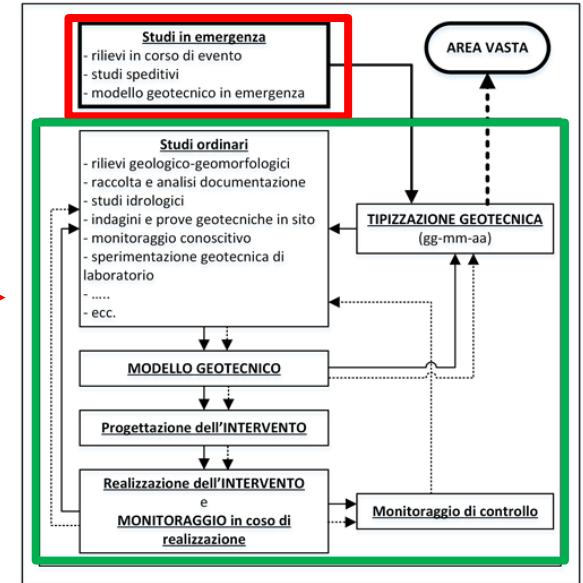 Studi in emergenza
- rilievi in corso di evento
- studi speditivi
- modello geotecnico in emergenza
AREA VASTA
Studi ordinari
- rilievi geologico-geomorfologici
- raccolta e analisi documentazione
- studi idrologici
- indagini e prove geotecniche in sito
- monitoraggio conoscitivo
- sperimentazione geotecnica di
laboratorio
- .....
- ecc.
TIPIZZAZIONE GEOTECNICA
(gg-mm-aa)
MODELLO GEOTECNICO
Progettazione dell'INTERVENTO
Realizzazione dell'INTERVENTO
e
MONITORAGGIO in coso di
realizzazione
Monitoraggio di controllo